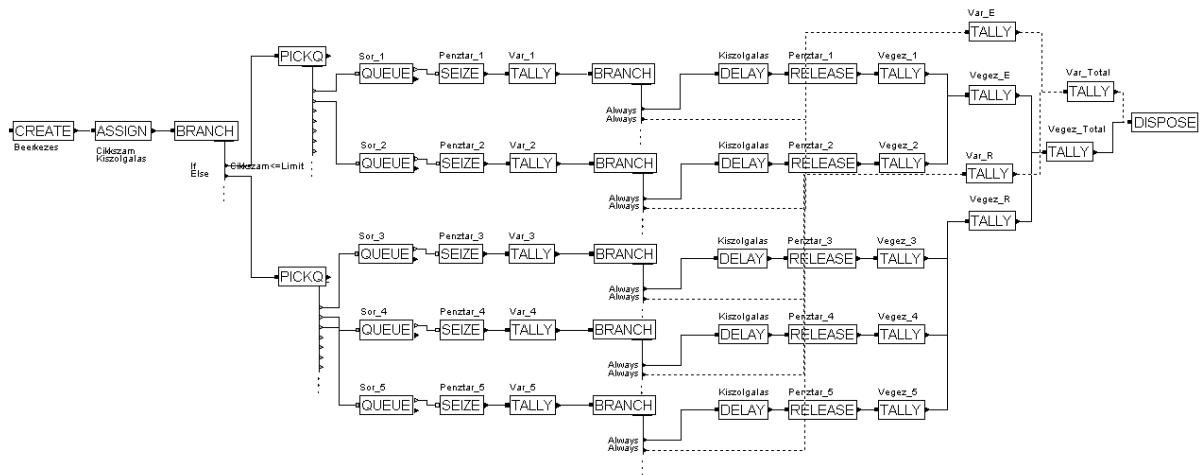 Var_E
TALLY
PICKQ
Sor_1 Penztar_1 Var_1 Kiszolgalas Penztar_1 Vegez_1
QUEUE SEIZE TALLY BRANCH DELAY RELEASE TALLY
Vegez_E Var_Total
TALLY TALLY
Always
Always
Vegez_Total
CREATE ASSIGN BRANCH DISPOSE
Beerkezes Cikkszam
Kiszolgalas
Sor_2 Penztar_2 Var_2 Kiszolgalas Penztar_2 Vegez_2 Var_R
QUEUE SEIZE TALLY BRANCH DELAY RELEASE TALLY TALLY TALLY
If Cikkszam<=Limit
Else
Always
Always
Vegez_R
TALLY
Sor_3 Penztar_3 Var_3 Kiszolgalas Penztar_3 Vegez_3
QUEUE SEIZE TALLY BRANCH DELAY RELEASE TALLY
PICKQ
Always
Always
Sor_4 Penztar_4 Var_4 Kiszolgalas Penztar_4 Vegez_4
QUEUE SEIZE TALLY BRANCH DELAY RELEASE TALLY
Always
Always
Sor_5 Penztar_5 Var_5 Kiszolgalas Penztar_5 Vegez_5
QUEUE SEIZE TALLY BRANCH DELAY RELEASE TALLY
Always
Always